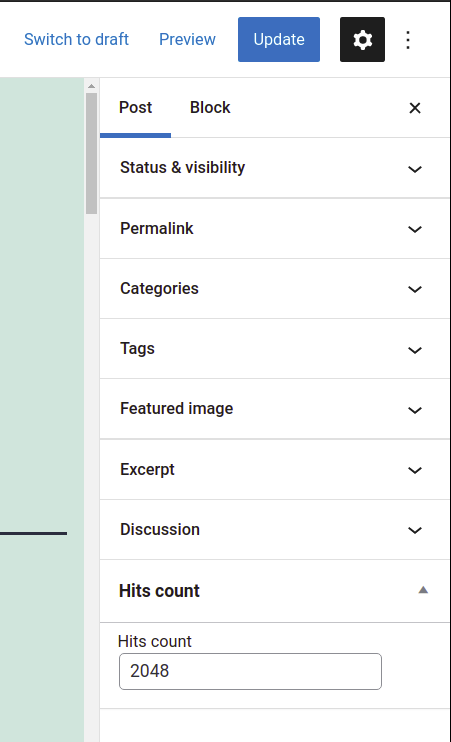 Switch to draft Preview Update
Post Block
Status & visibility
Permalink
Categories
Tags
Featured image
Excerpt
Discussion
Hits count
Hits count
2048